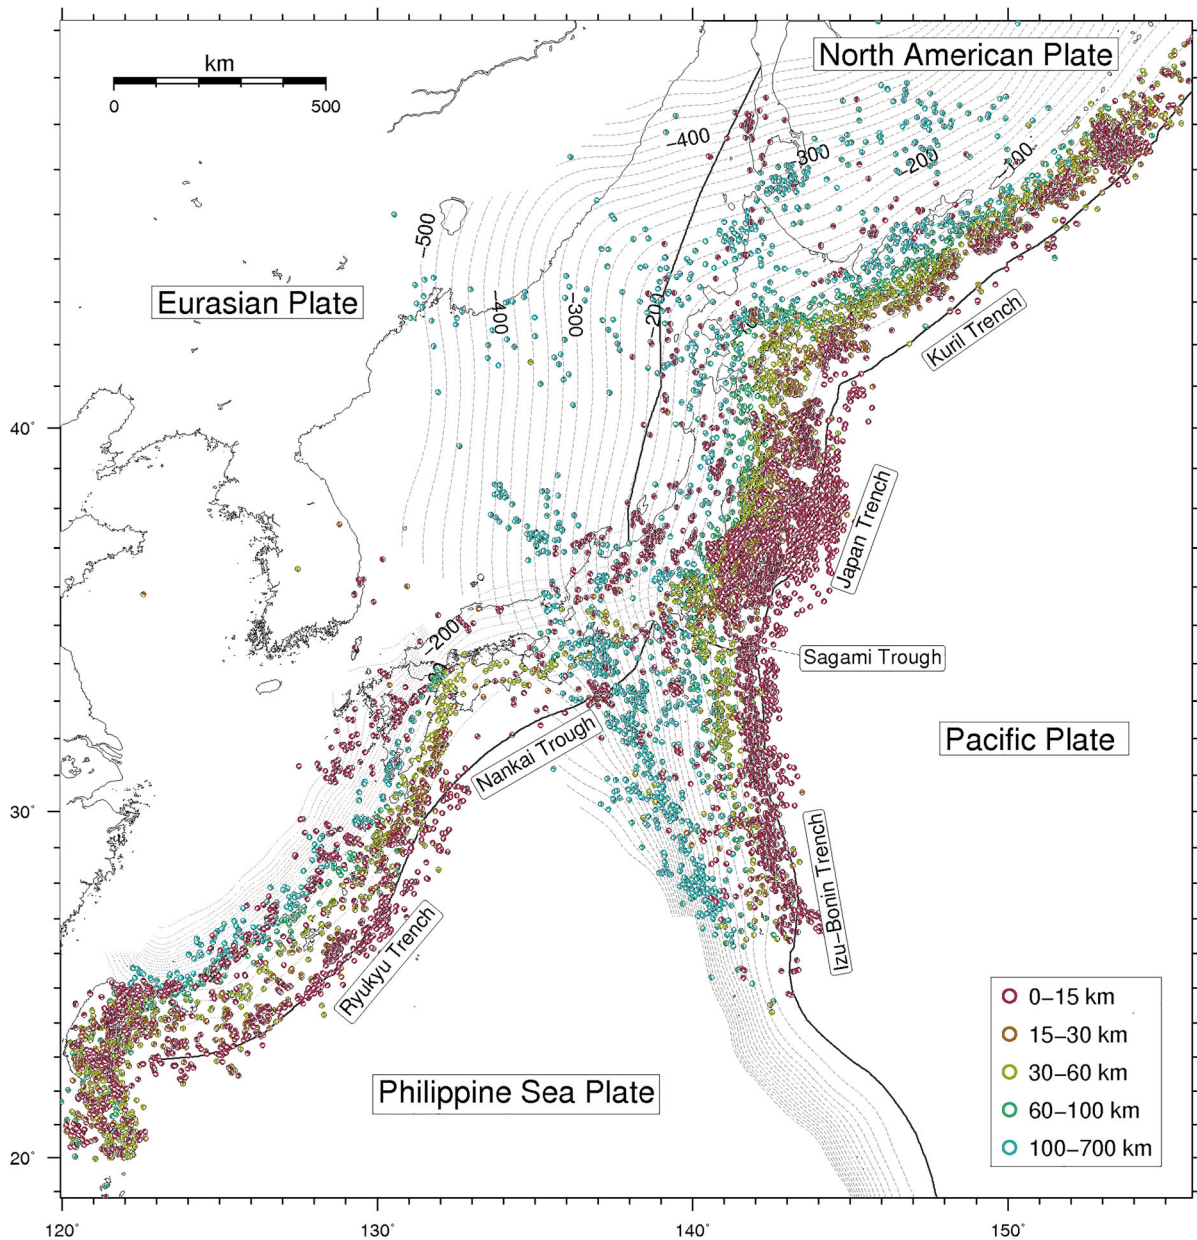 km
0 500
North American Plate
−400
−300
−200
−100
−500
Eurasian Plate
−400
−300
−200
Kuril Trench
40°
Japan Trench
−200
Sagami Trough
Nankai Trough
Pacific Plate
30°
Izu−Bonin Trench
Ryukyu Trench
0−15 km
15−30 km
30−60 km
60−100 km
100−700 km
Philippine Sea Plate
20°
120° 130° 140° 150°